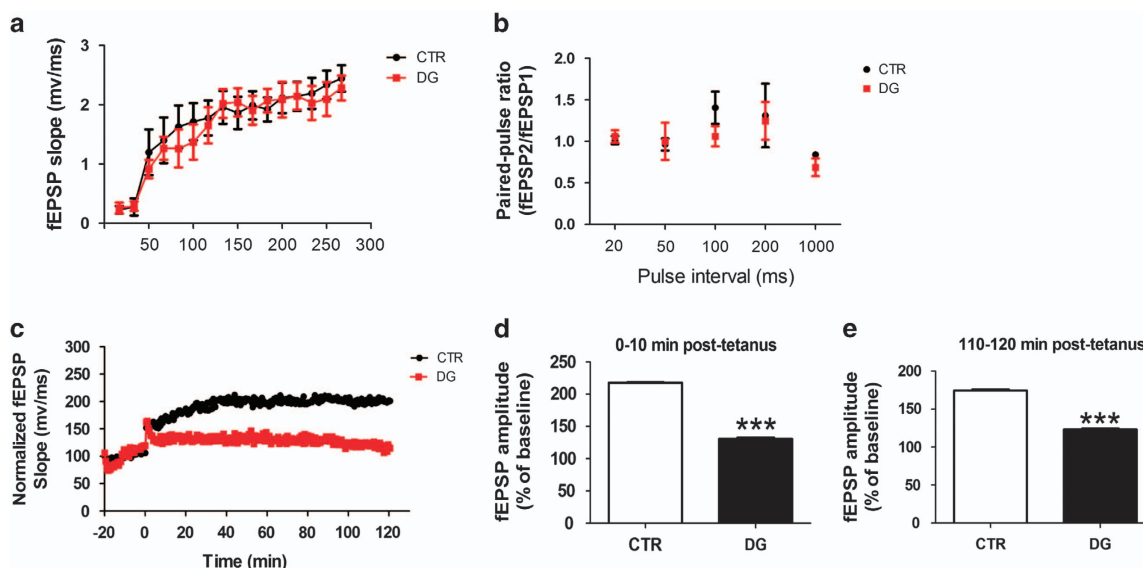 a
fEPSP slope (mv/ms)
3
2
1
0
50 100 150 200 250 300
CTR
DG
b
Paired-pulse ratio
(fEPSP2/fEPSP1)
2.0
1.5
1.0
0.5
0.0
20 50 100 200 1000
Pulse interval (ms)
CTR
DG
c
Normalized fEPSP
Slope (mv/ms)
300
250
200
150
100
50
0
-20 0 20 40 60 80 100 120
Time (min)
CTR
DG
d
0-10 min post-tetanus
fEPSP amplitude
(% of baseline)
250
200
150
100
50
0
***
CTR DG
e
110-120 min post-tetanus
fEPSP amplitude
(% of baseline)
200
150
100
50
0
***
CTR DG